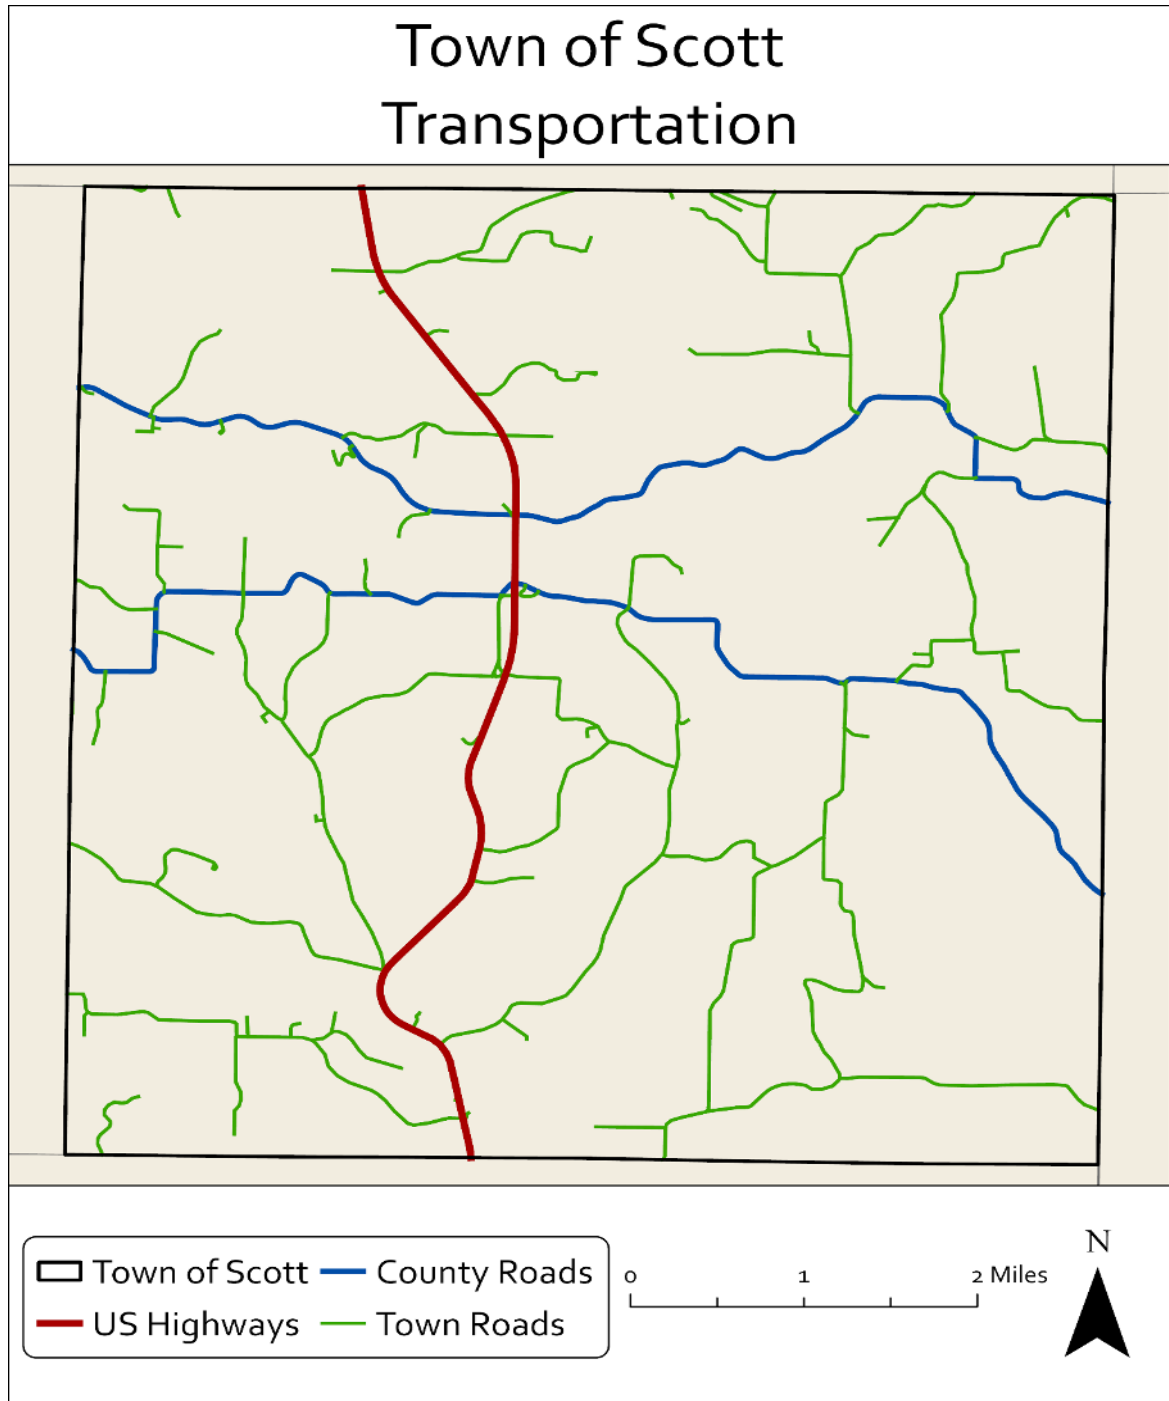 Town of Scott
Transportation
Town of Scott
County Roads
US Highways
Town Roads
0 1 2 Miles
N